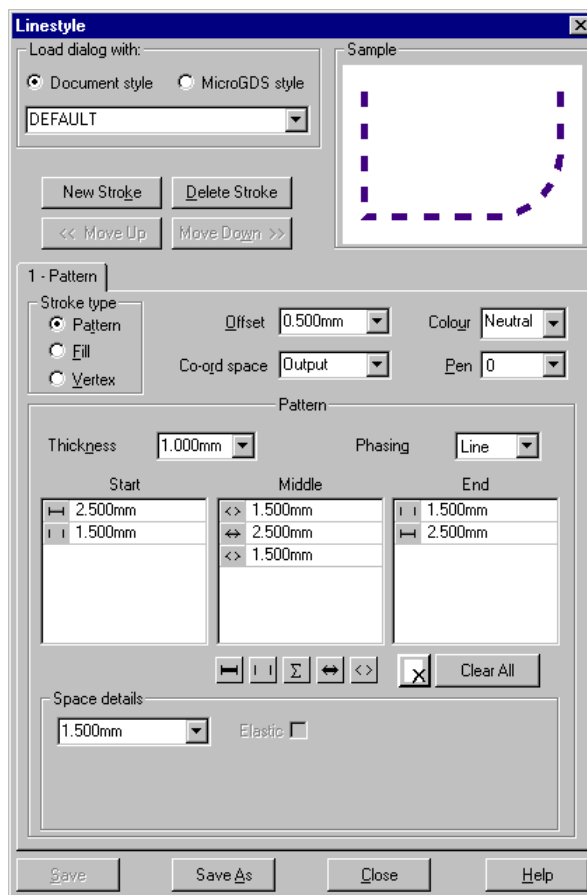 Linestyle
Load dialog with:
Document style MicroGDS style
DEFAULT
Sample
New Stroke Delete Stroke
<< Move Up Move Down >>
1 - Pattern
Stroke type
Pattern
Fill
Vertex
Offset 0.500mm Colour Neutral
Co-ord space Output Pen 0
Pattern
Thickness 1.000mm Phasing Line
Start Middle End
2.500mm 1.500mm 1.500mm
1.500mm 2.500mm 2.500mm
1.500mm
Σ Clear All
Space details
1.500mm Elastic
Save Save As Close Help